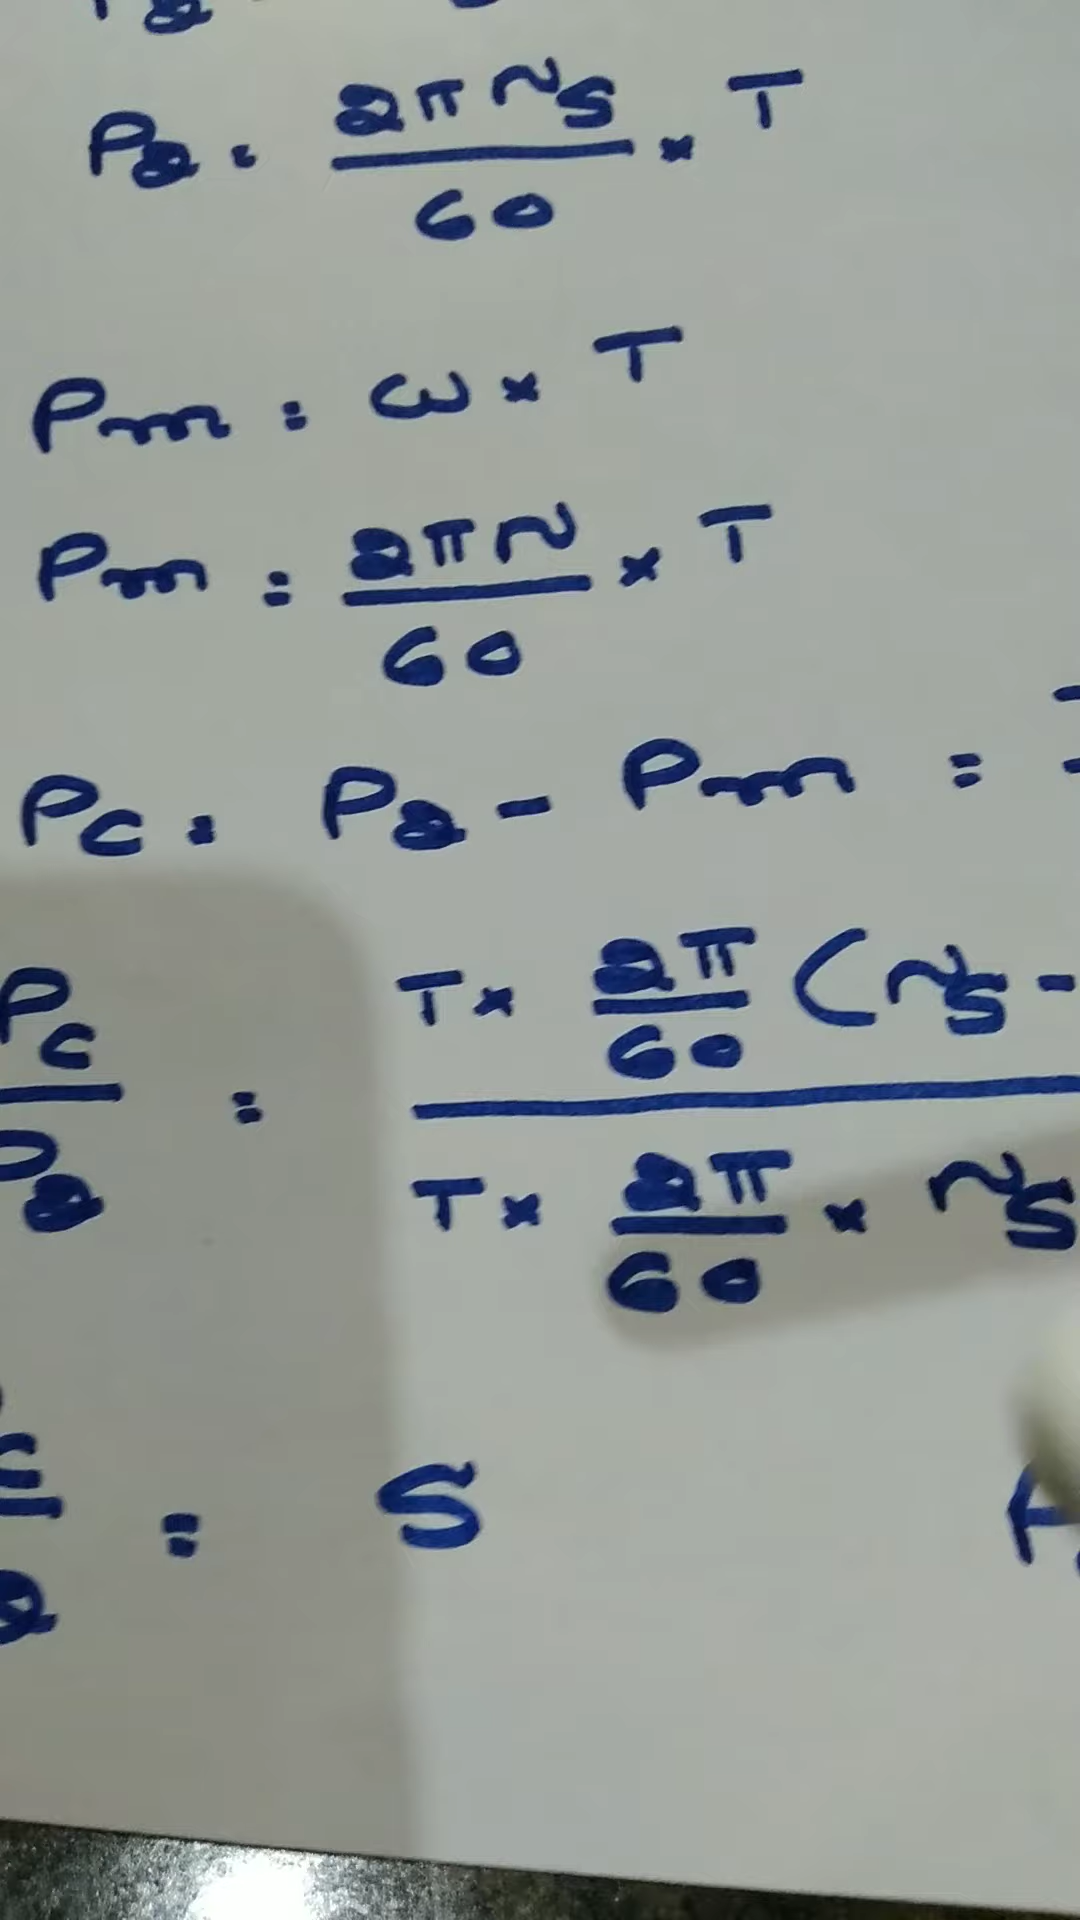 P2 = 2πNs/60 × T
Pm = ω × T
Pm = 2πN/60 × T
Pc = P2 - Pm =
Pc/P2 = T × 2π/60 (Ns - / T × 2π/60 × Ns
= S